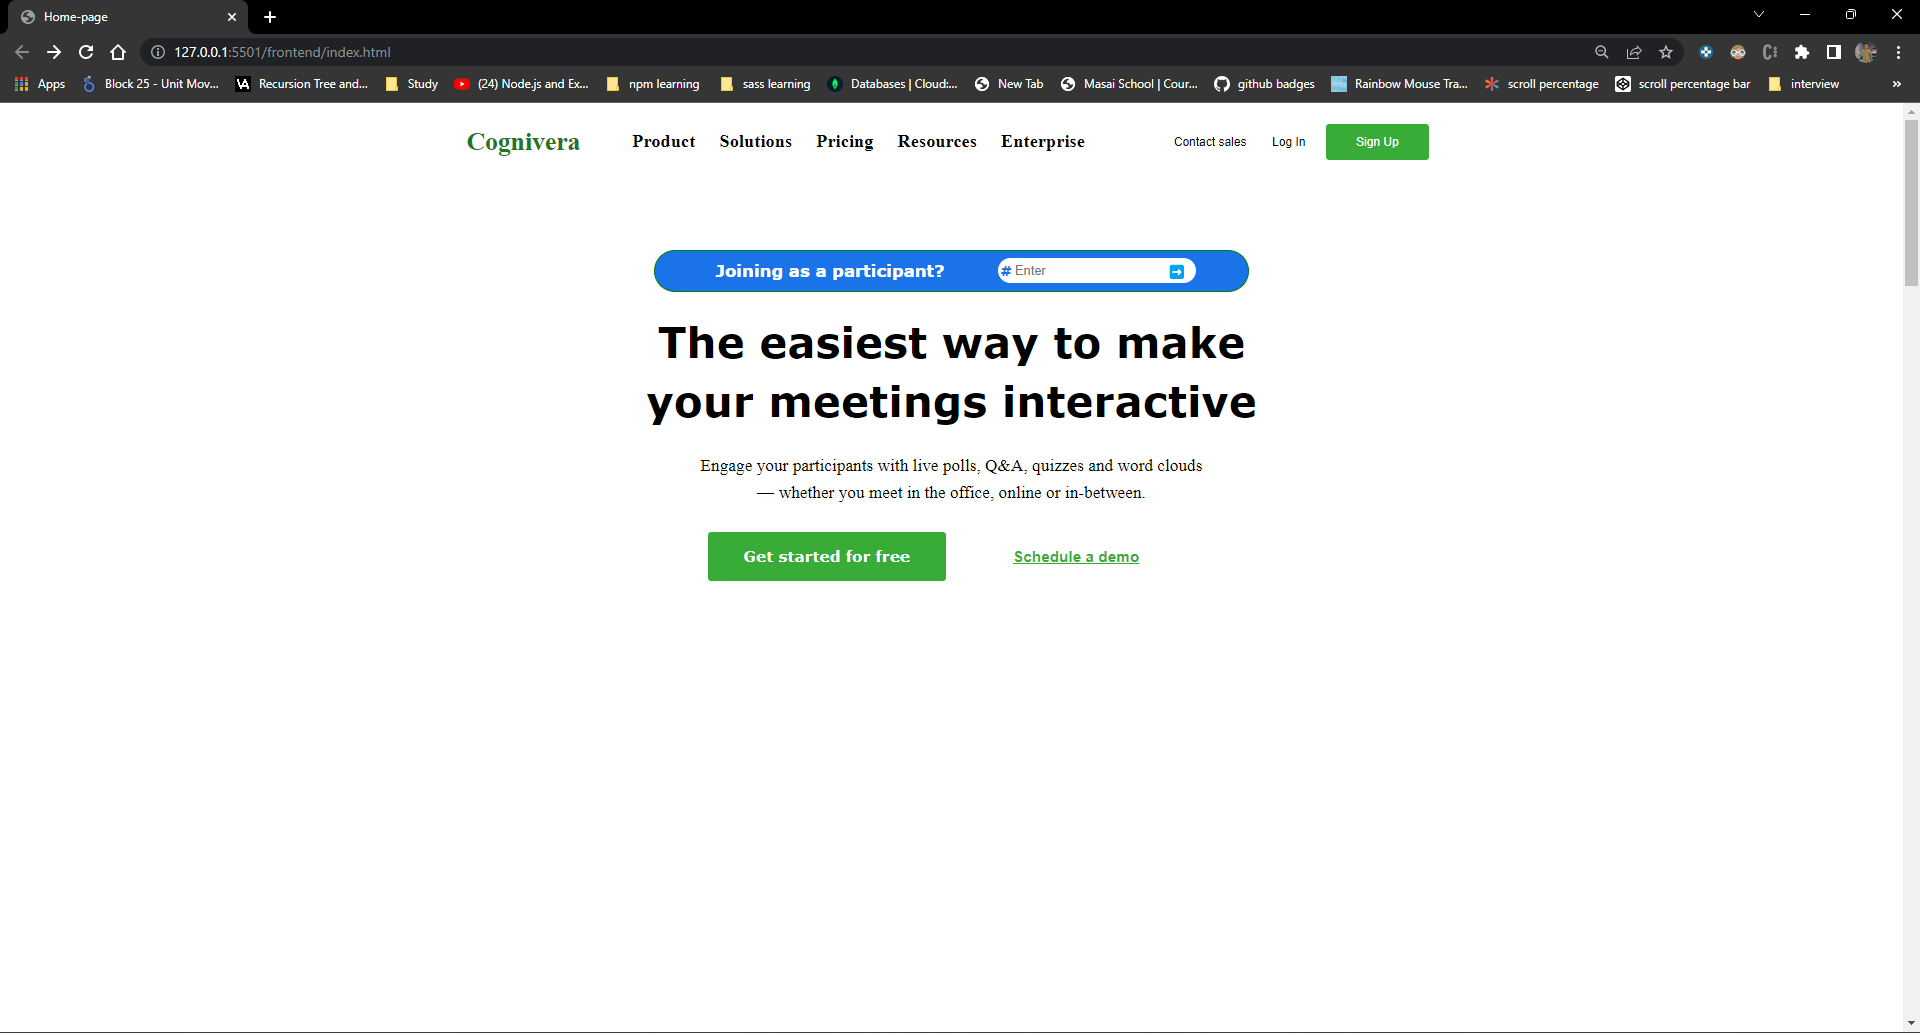 Home-page
127.0.0.1:5501/frontend/index.html
Apps Block 25 - Unit Mov... Recursion Tree and... Study (24) Node.js and Ex... npm learning sass learning Databases | Cloud:... New Tab Masai School | Cour... github badges Rainbow Mouse Tra... scroll percentage scroll percentage bar interview »
Cognivera Product Solutions Pricing Resources Enterprise Contact sales Log In Sign Up
Joining as a participant? # Enter
The easiest way to make
your meetings interactive
Engage your participants with live polls, Q&A, quizzes and word clouds
— whether you meet in the office, online or in-between.
Get started for free Schedule a demo